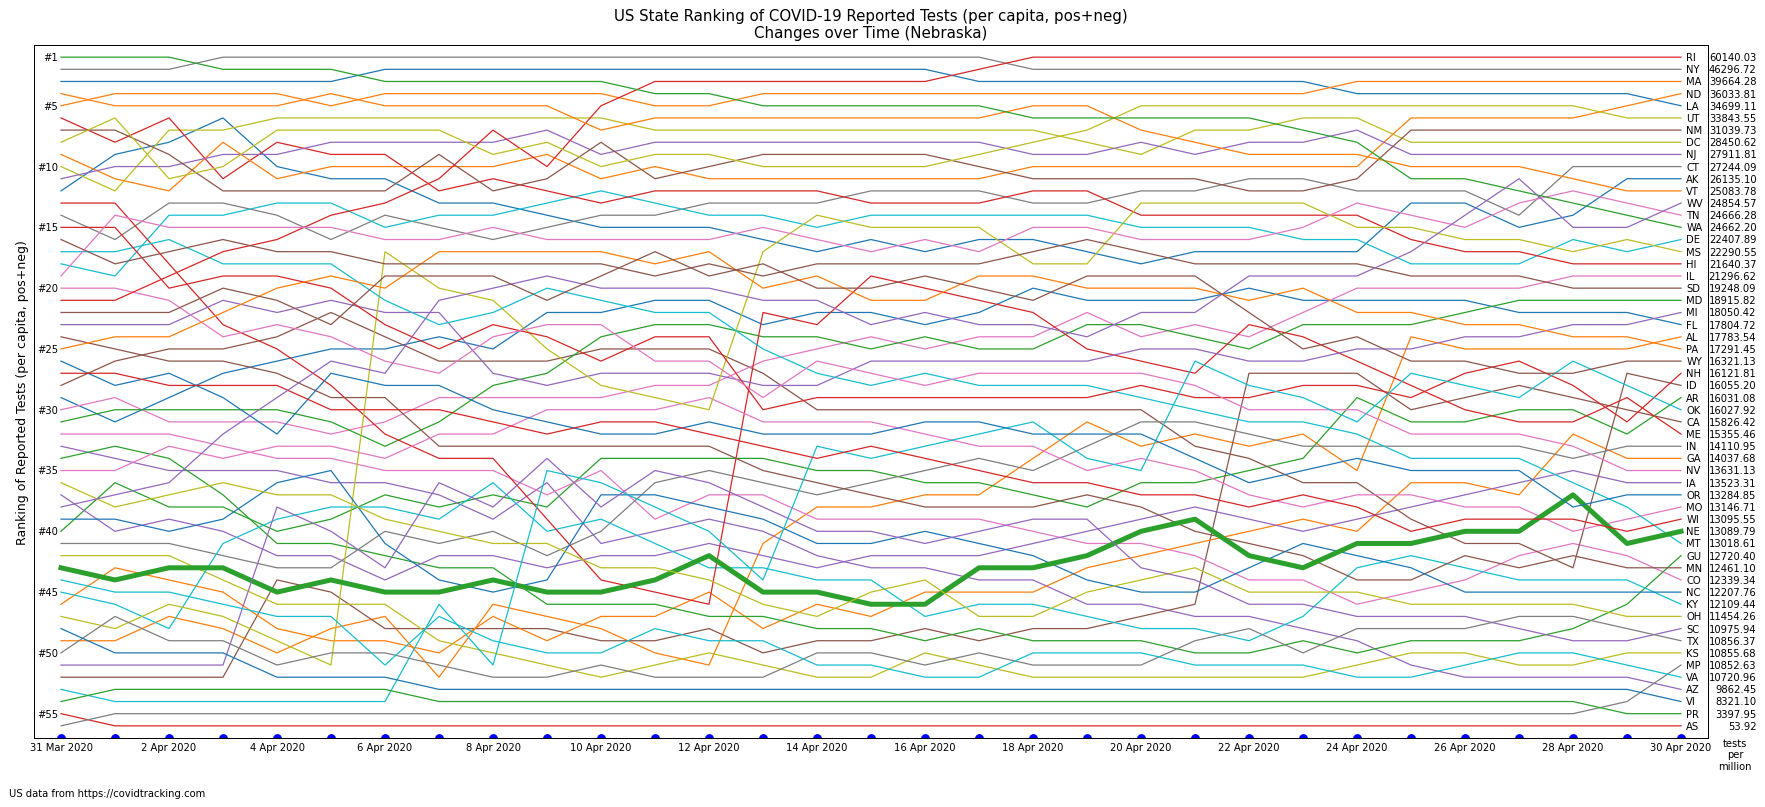 US State Ranking of COVID-19 Reported Tests (per capita, pos+neg)
Changes over Time (Nebraska)
Ranking of Reported Tests (per capita, pos+neg)
#1
#5
#10
#15
#20
#25
#30
#35
#40
#45
#50
#55
RI 60140.03
NY 46296.72
MA 39664.28
ND 36033.81
LA 34699.11
UT 33843.55
NM 31039.73
DC 28450.62
NJ 27911.81
CT 27244.09
AK 26135.10
VT 25083.78
WV 24854.57
TN 24666.28
WA 24662.20
DE 22407.89
MS 22290.55
HI 21640.37
IL 21296.62
SD 19248.09
MD 18915.82
MI 18050.42
FL 17804.72
AL 17783.54
PA 17291.45
WY 16321.13
NH 16121.81
ID 16055.20
AR 16031.08
OK 16027.92
CA 15826.42
ME 15355.46
IN 14110.95
GA 14037.68
NV 13631.13
IA 13523.31
OR 13284.85
MO 13146.71
WI 13095.55
NE 13089.79
MT 13018.61
GU 12720.40
MN 12461.10
CO 12339.34
NC 12207.76
KY 12109.44
OH 11454.26
SC 10975.94
TX 10856.37
KS 10855.68
MP 10852.63
VA 10720.96
AZ 9862.45
VI 8321.10
PR 3397.95
AS 53.92
31 Mar 2020 2 Apr 2020 4 Apr 2020 6 Apr 2020 8 Apr 2020 10 Apr 2020 12 Apr 2020 14 Apr 2020 16 Apr 2020 18 Apr 2020 20 Apr 2020 22 Apr 2020 24 Apr 2020 26 Apr 2020 28 Apr 2020 30 Apr 2020
tests
per
million
US data from https://covidtracking.com